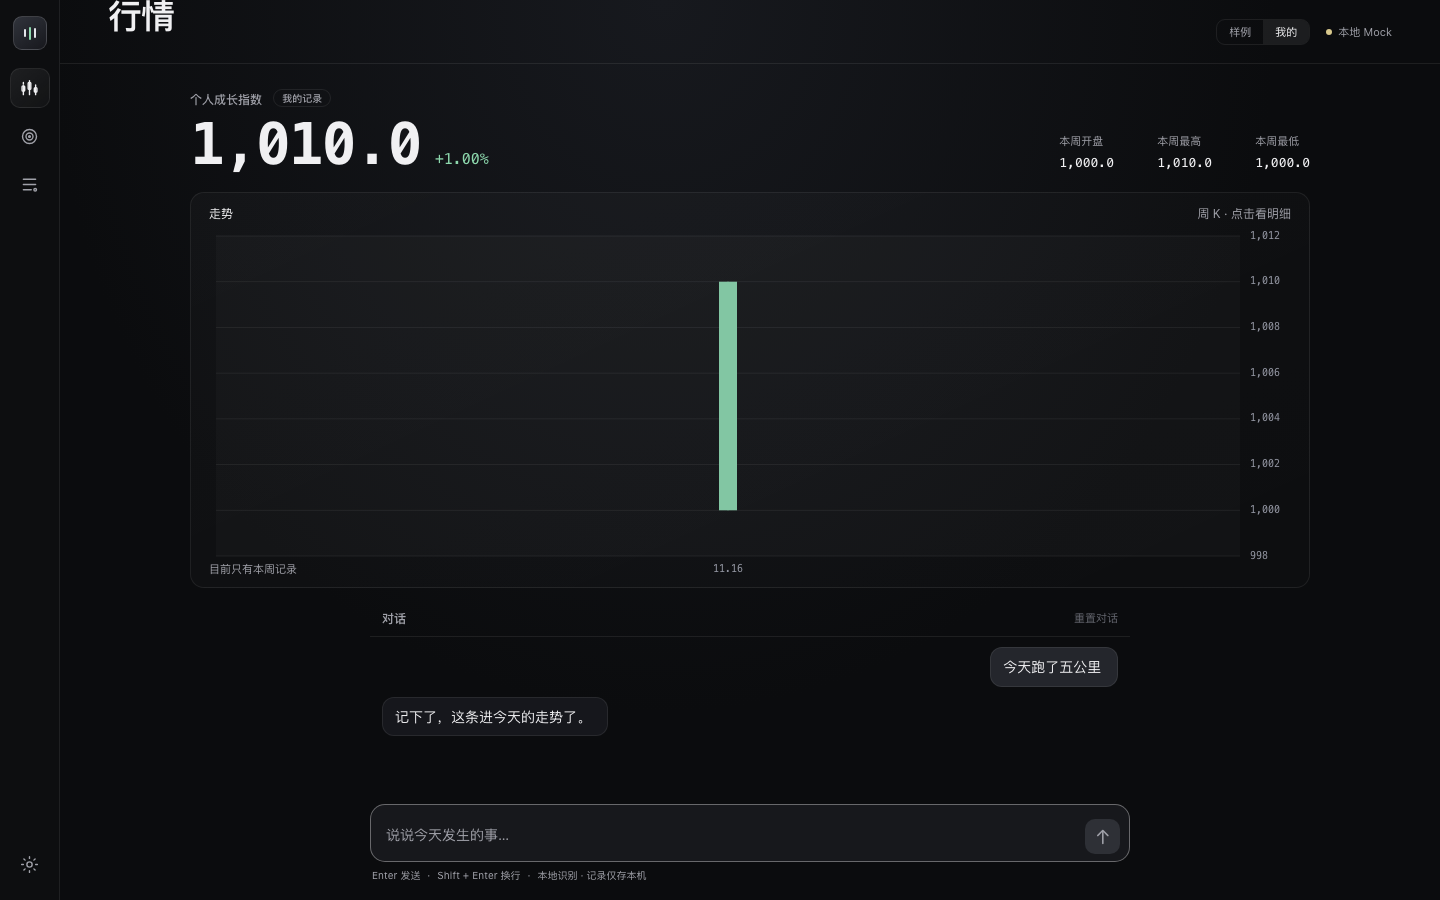 行情
样例 我的 本地 Mock
个人成长指数 我的记录
1,010.0 +1.00%
本周开盘 本周最高 本周最低
1,000.0 1,010.0 1,000.0
走势 周 K · 点击看明细
1,012
1,010
1,008
1,006
1,004
1,002
1,000
998
目前只有本周记录 11.16
对话 重置对话
今天跑了五公里
记下了，这条进今天的走势了。
说说今天发生的事...
Enter 发送 · Shift + Enter 换行 · 本地识别 · 记录仅存本机